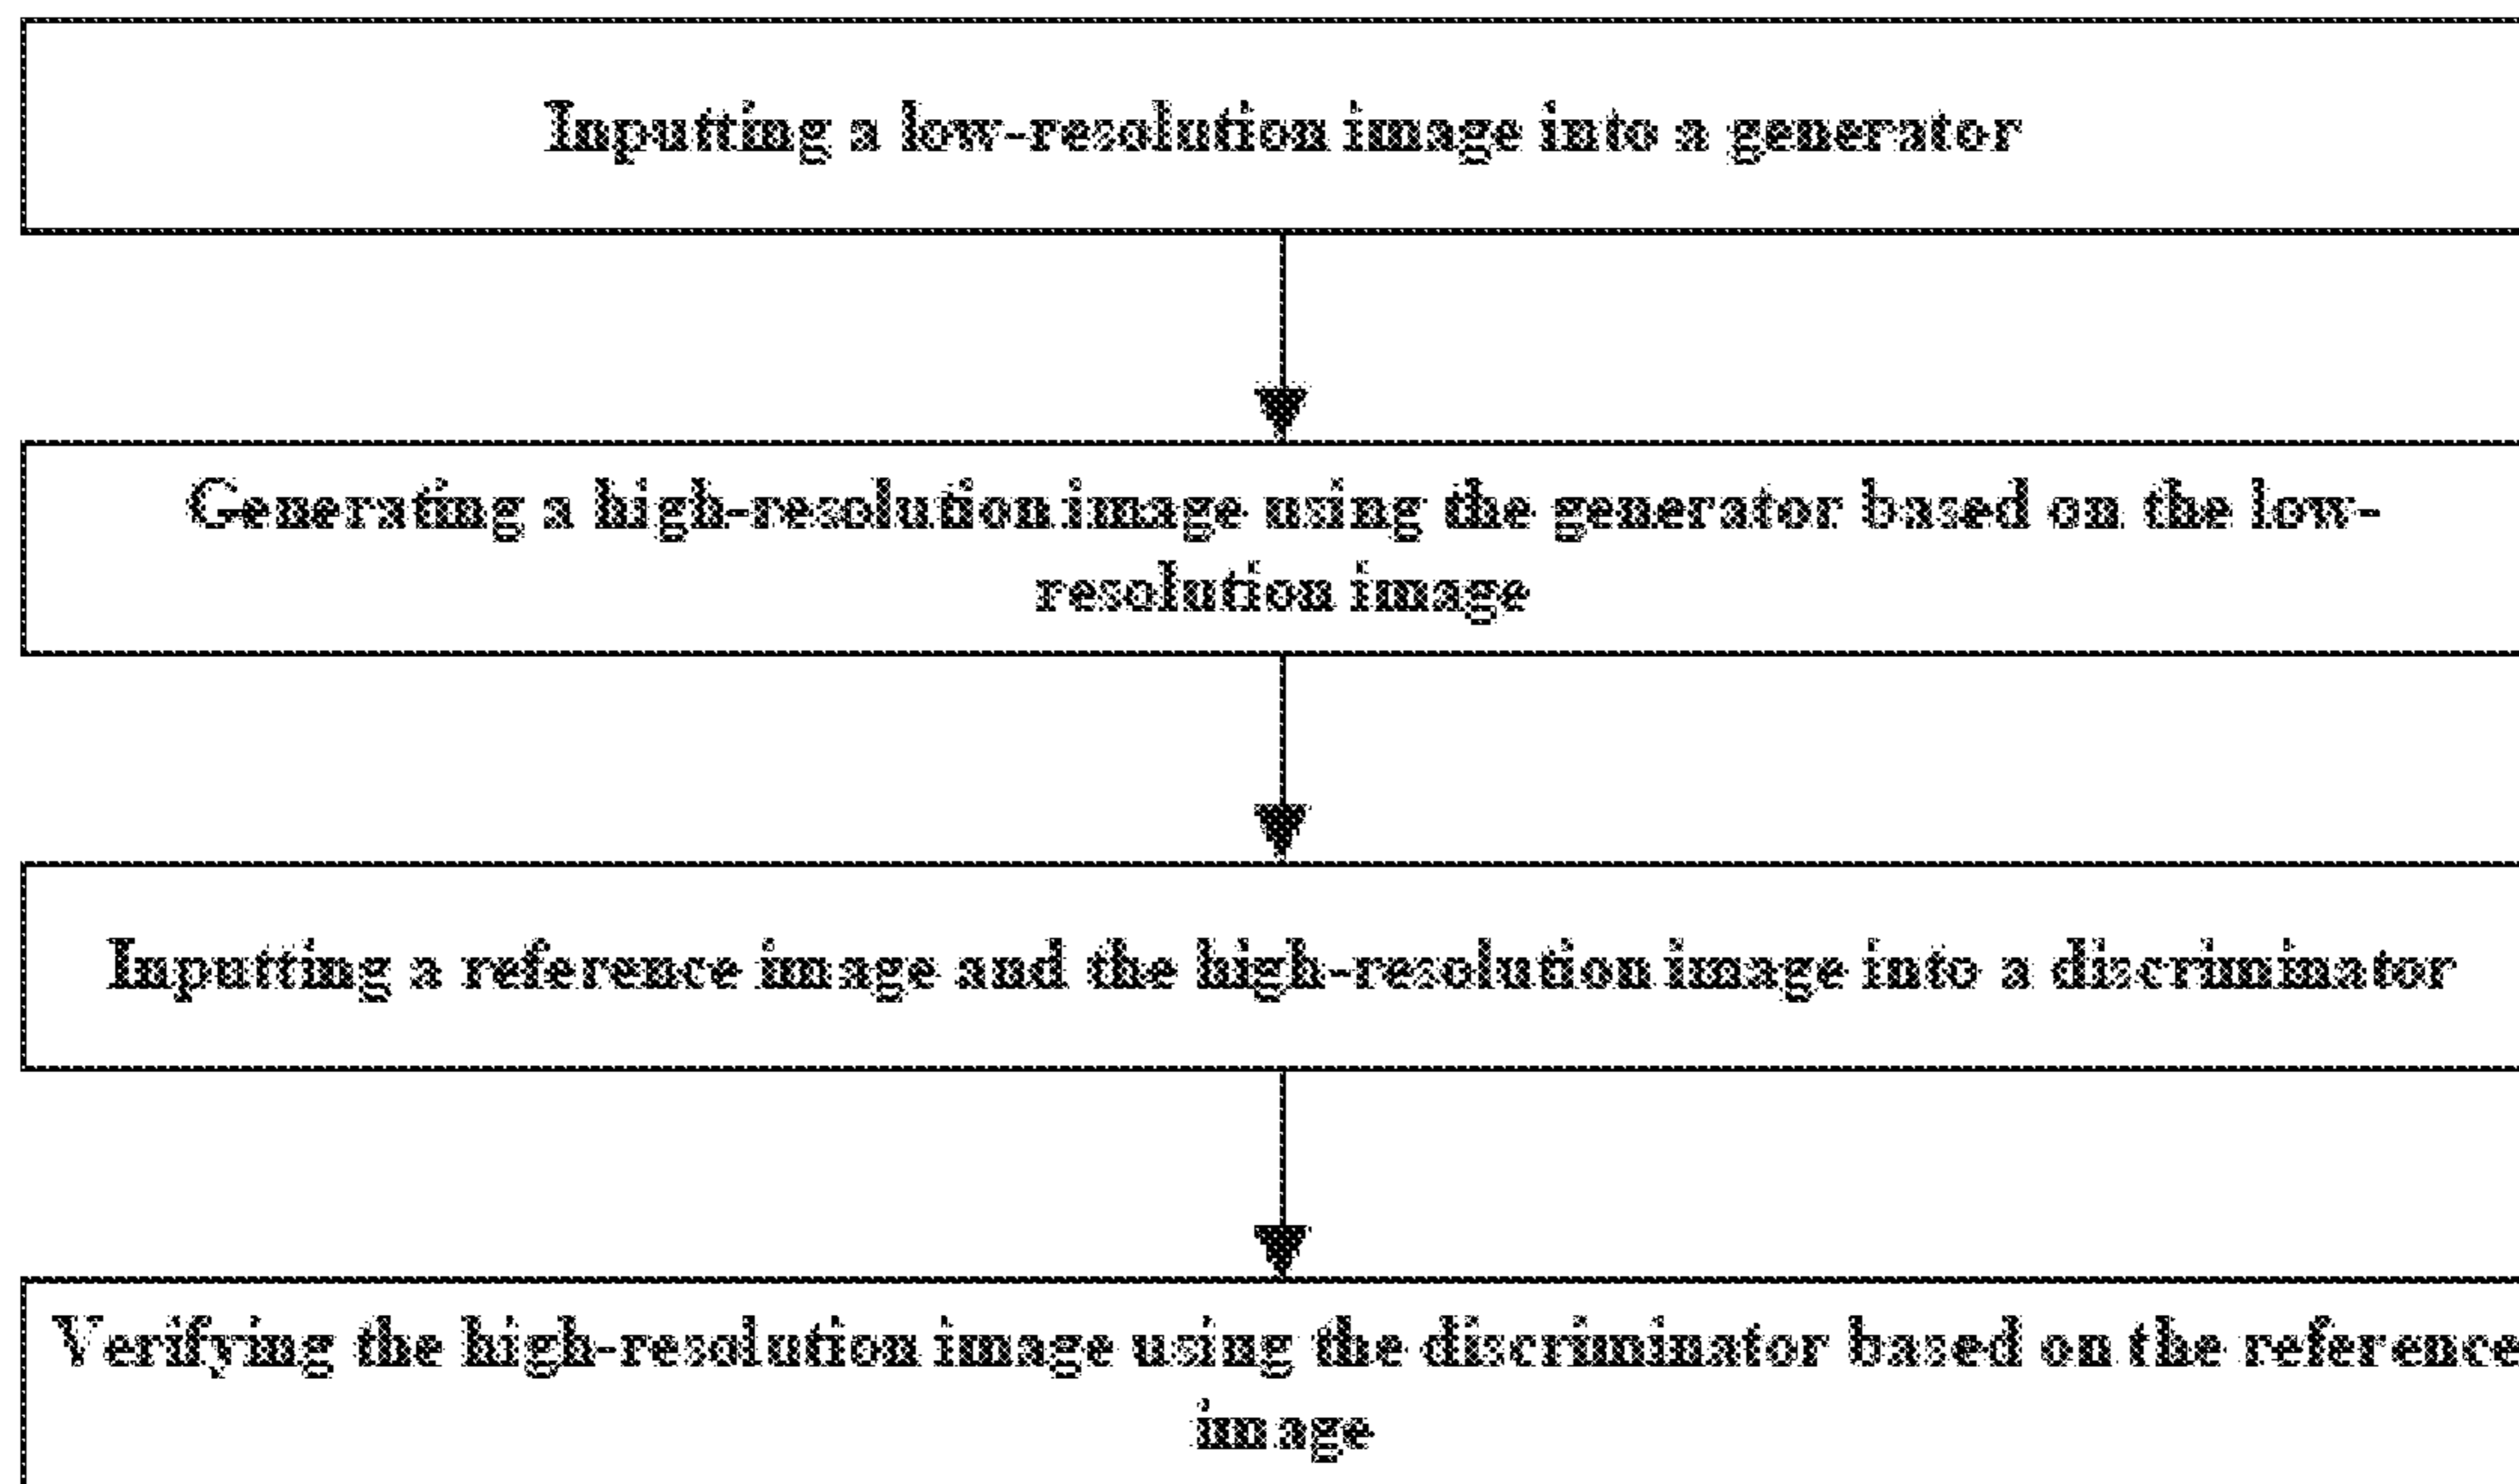 Inputting a low-resolution image into a generator
Generating a high-resolution image using the generator based on the low-
resolution image
Inputting a reference image and the high-resolution image into a discriminator
Verifying the high-resolution image using the discriminator based on the reference
image